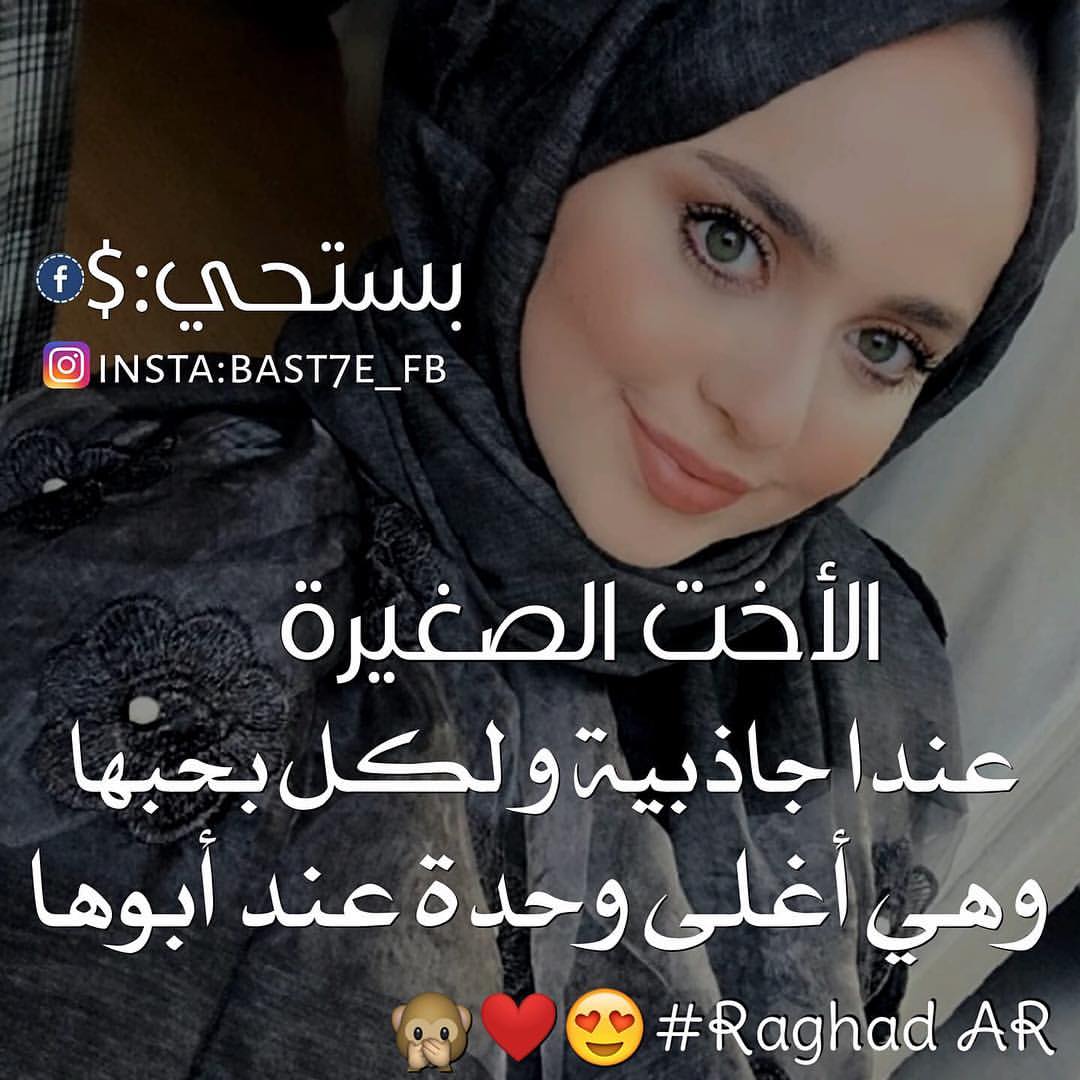 بستحي:$
INSTA:BAST7E_FB
الأخت الصغيرة
عندا جاذبية ولكل بحبها
وهي أغلى وحدة عند أبوها
#Raghad AR